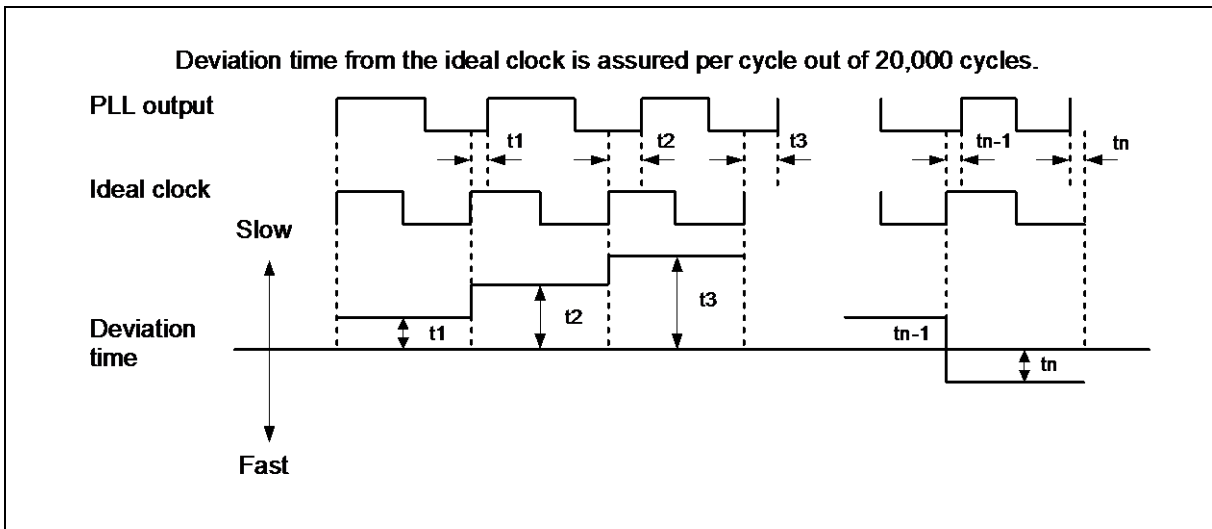 Deviation time from the ideal clock is assured per cycle out of 20,000 cycles.
PLL output
t1
t2
t3
tn-1
tn
Ideal clock
Slow
Deviation
time
t1
t2
t3
tn-1
tn
Fast